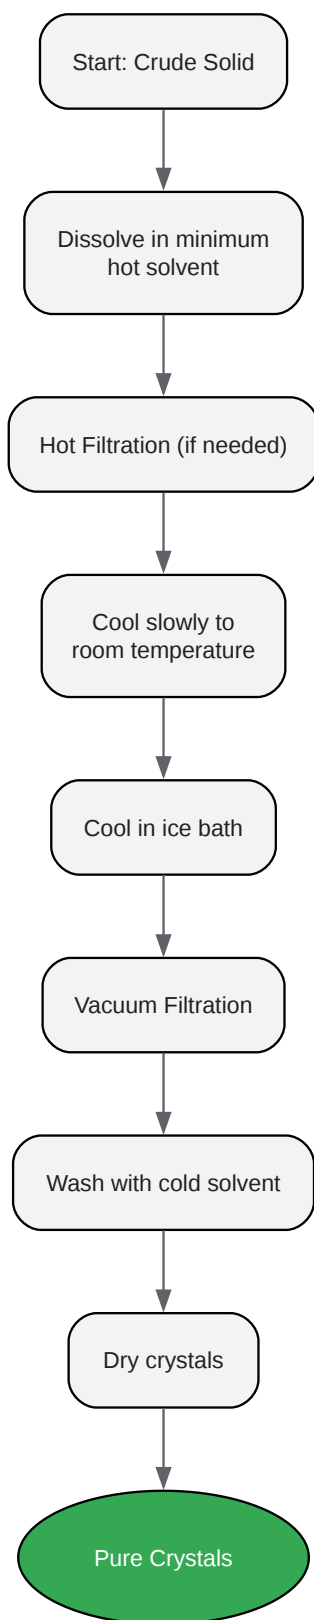 Start: Crude Solid
Dissolve in minimum
hot solvent
Hot Filtration (if needed)
Cool slowly to
room temperature
Cool in ice bath
Vacuum Filtration
Wash with cold solvent
Dry crystals
Pure Crystals